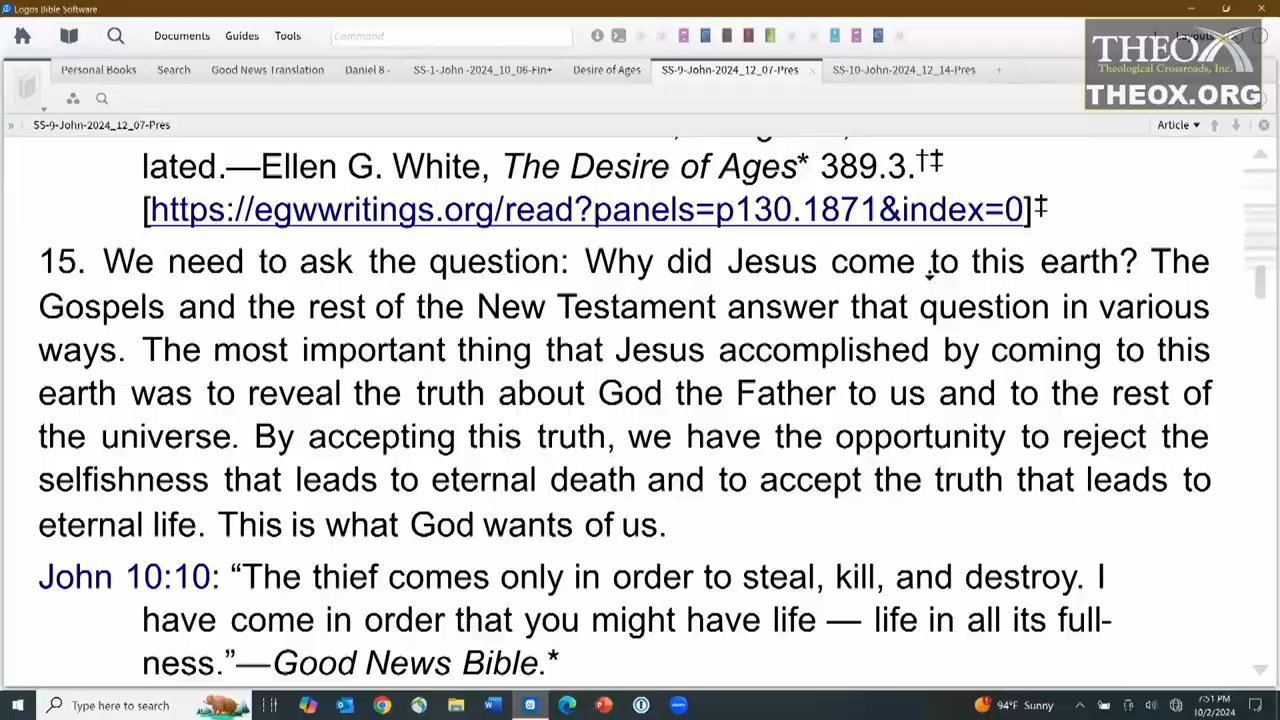 Logos Bible Software
Documents Guides Tools Command
THEOX
Theological Crossroads, Inc.
THEOX.ORG
Personal Books Search Good News Translation Daniel 8 - Desire of Ages SS-9-John-2024_12_07-Pres SS-10-John-2024_12_14-Pres +
» SS-9-John-2024_12_07-Pres Article
lated.—Ellen G. White, The Desire of Ages* 389.3.†‡
[https://egwwritings.org/read?panels=p130.1871&index=0]‡
15. We need to ask the question: Why did Jesus come to this earth? The
Gospels and the rest of the New Testament answer that question in various
ways. The most important thing that Jesus accomplished by coming to this
earth was to reveal the truth about God the Father to us and to the rest of
the universe. By accepting this truth, we have the opportunity to reject the
selfishness that leads to eternal death and to accept the truth that leads to
eternal life. This is what God wants of us.
John 10:10: “The thief comes only in order to steal, kill, and destroy. I
have come in order that you might have life — life in all its full-
ness.”—Good News Bible.*
Type here to search
94°F Sunny
7:51 PM
10/2/2024